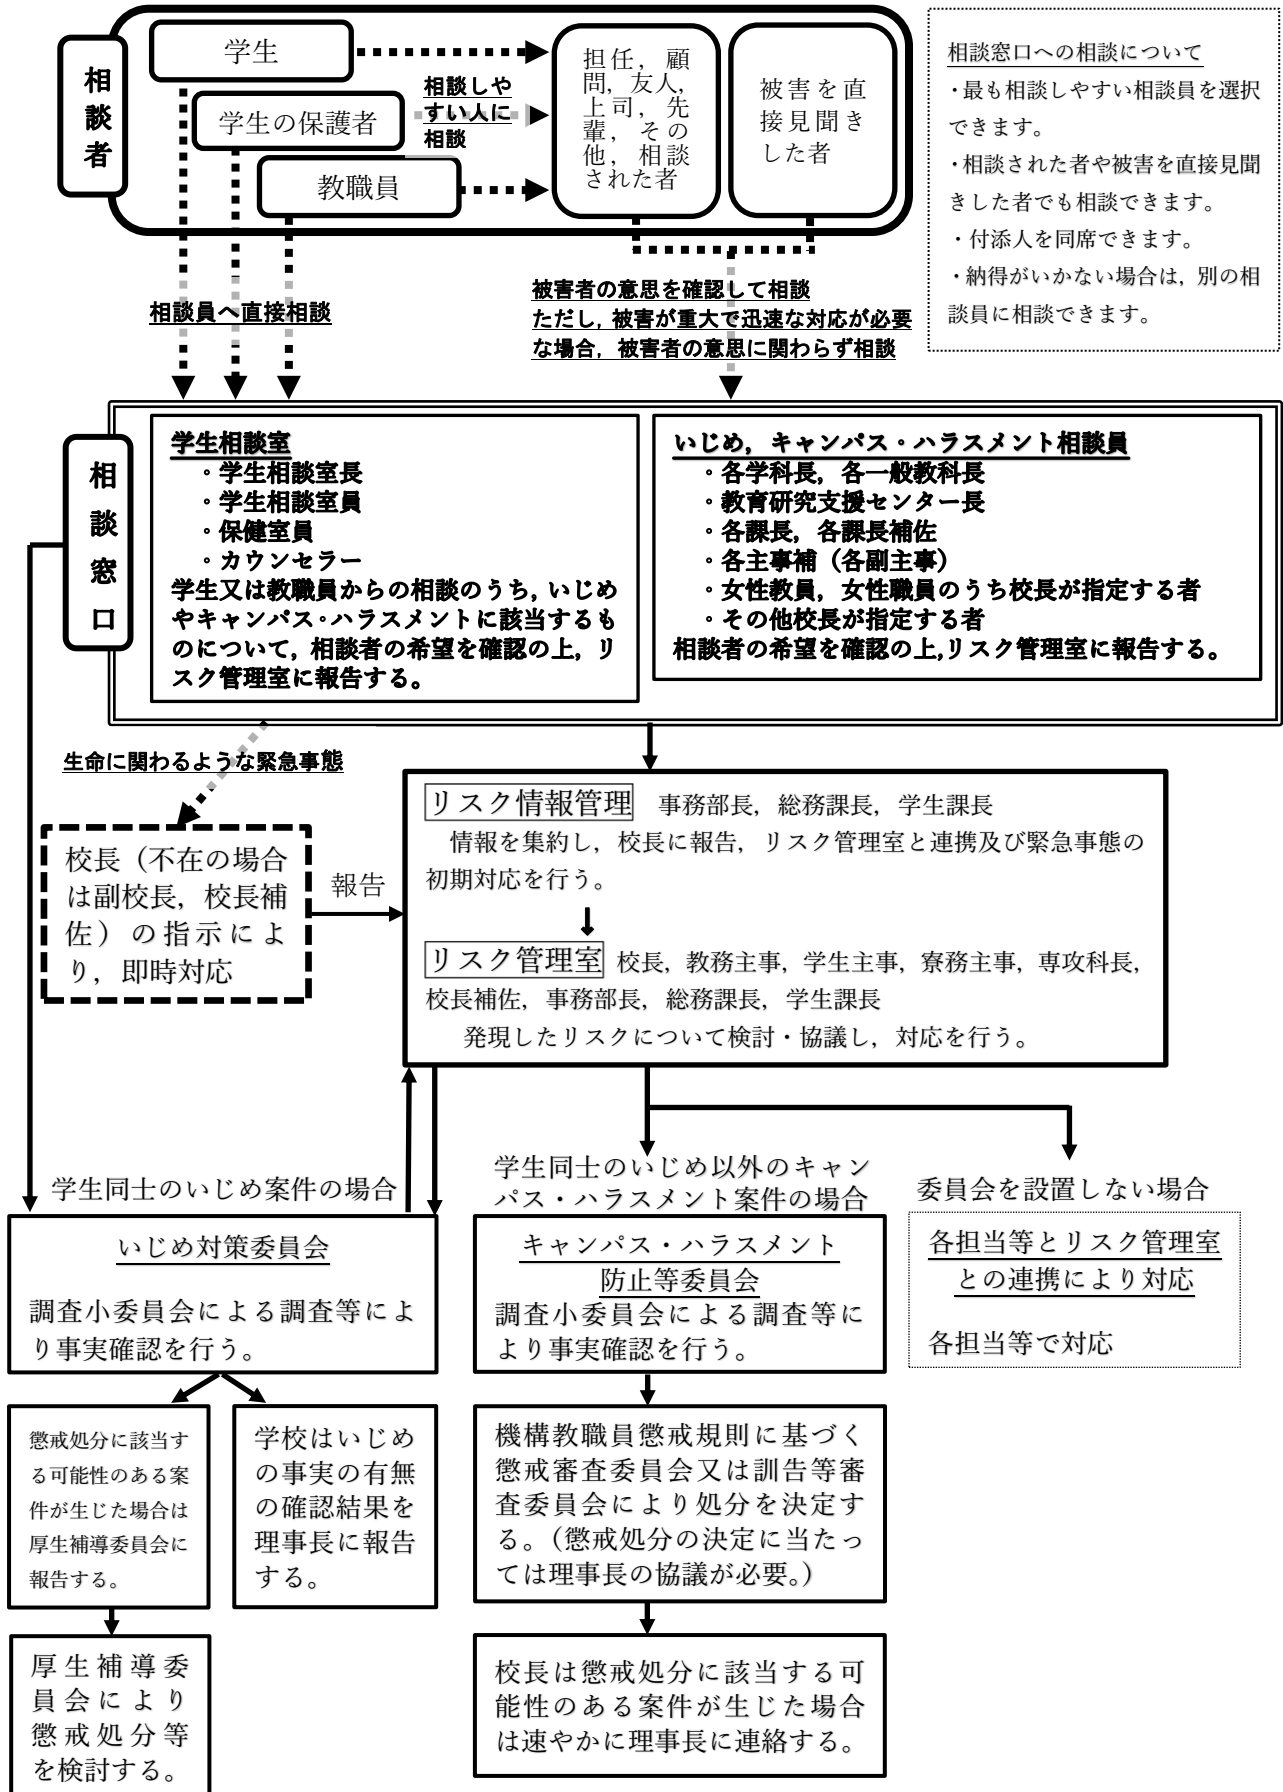 相談者
学生
学生の保護者
教職員
相談しや
すい人に
相談
担任，顧
問，友人，
上司，先
輩，その
他，相談
された者
被害を直
接見聞き
した者
相談窓口への相談について
・最も相談しやすい相談員を選択
できます。
・相談された者や被害を直接見聞
きした者でも相談できます。
・付添人を同席できます。
・納得がいかない場合は，別の相
談員に相談できます。
相談員へ直接相談
被害者の意思を確認して相談
ただし，被害が重大で迅速な対応が必要
な場合，被害者の意思に関わらず相談
相談窓口
学生相談室
・学生相談室長
・学生相談室員
・保健室員
・カウンセラー
学生又は教職員からの相談のうち，いじめ
やキャンパス・ハラスメントに該当するも
のについて，相談者の希望を確認の上，リ
スク管理室に報告する。
いじめ，キャンパス・ハラスメント相談員
・各学科長，各一般教科長
・教育研究支援センター長
・各課長，各課長補佐
・各主事補（各副主事）
・女性教員，女性職員のうち校長が指定する者
・その他校長が指定する者
相談者の希望を確認の上，リスク管理室に報告する。
生命に関わるような緊急事態
校長（不在の場合
は副校長，校長補
佐）の指示によ
り，即時対応
報告
リスク情報管理 事務部長，総務課長，学生課長
情報を集約し，校長に報告，リスク管理室と連携及び緊急事態の
初期対応を行う。
リスク管理室 校長，教務主事，学生主事，寮務主事，専攻科長，
校長補佐，事務部長，総務課長，学生課長
発現したリスクについて検討・協議し，対応を行う。
学生同士のいじめ案件の場合
いじめ対策委員会
調査小委員会による調査等によ
り事実確認を行う。
学生同士のいじめ以外のキャン
パス・ハラスメント案件の場合
キャンパス・ハラスメント
防止等委員会
調査小委員会による調査等に
より事実確認を行う。
委員会を設置しない場合
各担当等とリスク管理室
との連携により対応
各担当等で対応
懲戒処分に該当す
る可能性のある案
件が生じた場合は
厚生補導委員会に
報告する。
学校はいじめ
の事実の有無
の確認結果を
理事長に報告
する。
機構教職員懲戒規則に基づく
懲戒審査委員会又は訓告等審
査委員会により処分を決定す
る。（懲戒処分の決定に当たっ
ては理事長の協議が必要。）
厚生補導委
員会により
懲戒処分等
を検討する。
校長は懲戒処分に該当する可
能性のある案件が生じた場合
は速やかに理事長に連絡する。